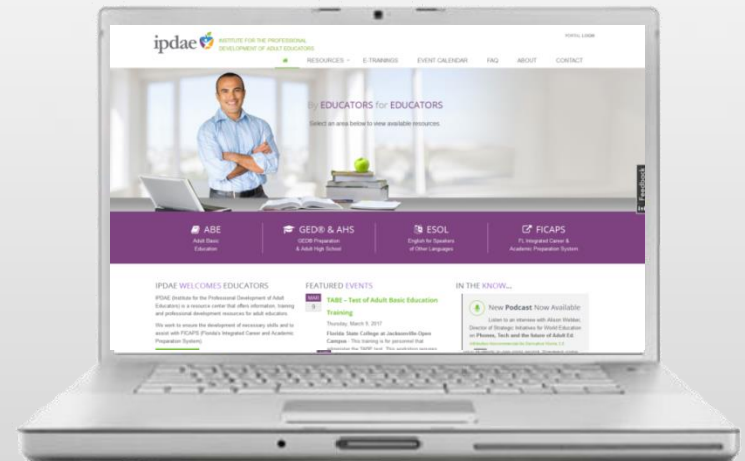 ipdae
INSTITUTE FOR THE PROFESSIONAL
DEVELOPMENT OF ADULT EDUCATORS
PORTAL LOGIN
RESOURCES
E-TRAININGS
EVENT CALENDAR
FAQ
ABOUT
CONTACT
By EDUCATORS for EDUCATORS
Select an area below to view available resources.
Feedback
ABE
Adult Basic
Education
GED® & AHS
GED® Preparation
& Adult High School
ESOL
English for Speakers
of Other Languages
FICAPS
FL Integrated Career &
Academic Preparation System
IPDAE WELCOMES EDUCATORS
IPDAE (Institute for the Professional Development of Adult
Educators) is a resource center that offers information, training
and professional development resources for adult education.
We work to ensure the development of necessary skills and to
assist with FICAPS (Florida's Integrated Career and Academic
Preparation System)
FEATURED EVENTS
MAR
9
TABE – Test of Adult Basic Education
Training
Thursday, March 9, 2017
Florida State College at Jacksonville Open
Campus - This training is for personnel that
IN THE KNOW...
New Podcast Now Available
Listen to an interview with Alison
Director of Strategic Initiatives for World Education
on Phones, Tech and the future of Adult Ed.